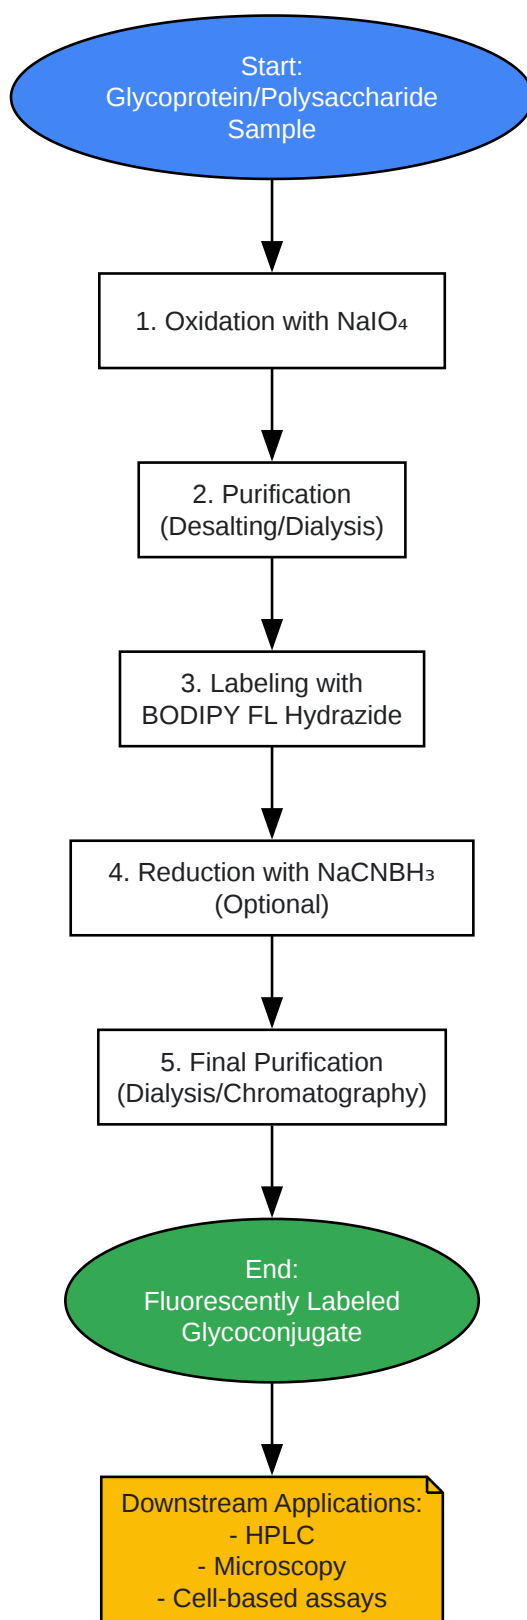 Start:
Glycoprotein/Polysaccharide
Sample
1. Oxidation with NaIO₄
2. Purification
(Desalting/Dialysis)
3. Labeling with
BODIPY FL Hydrazide
4. Reduction with NaCNBH₃
(Optional)
5. Final Purification
(Dialysis/Chromatography)
End:
Fluorescently Labeled
Glycoconjugate
Downstream Applications:
- HPLC
- Microscopy
- Cell-based assays